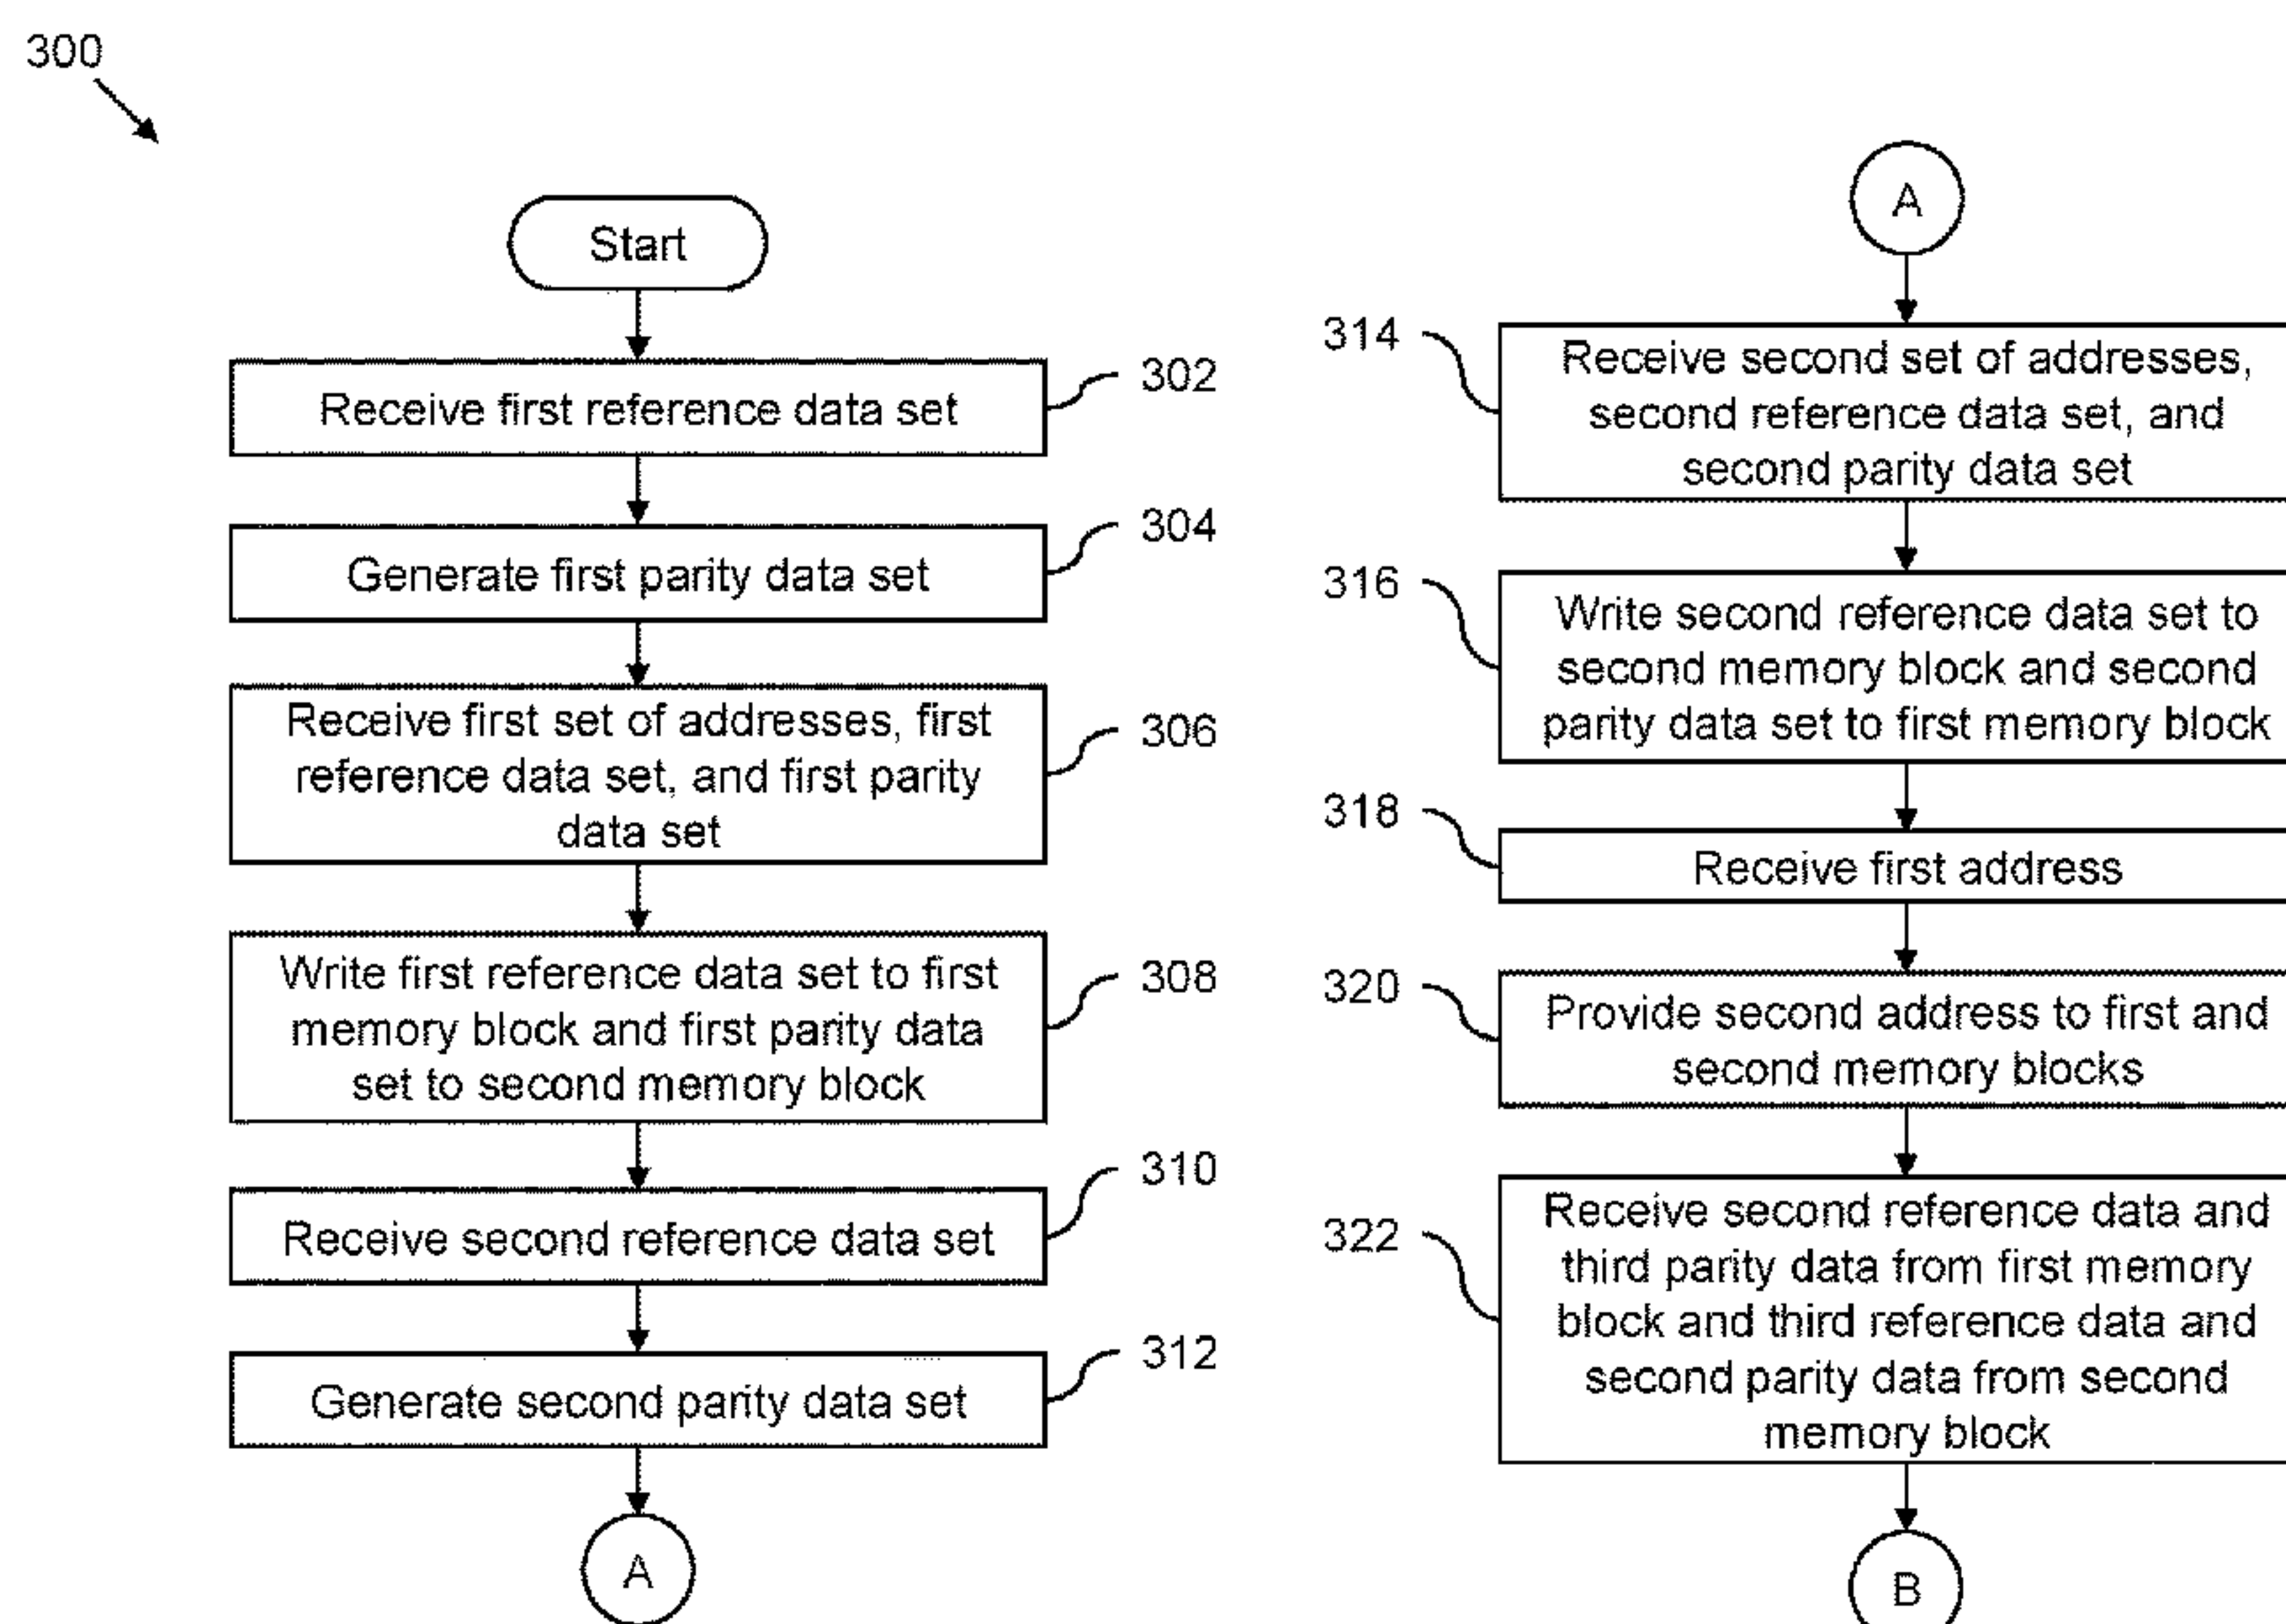 300
Start
Receive first reference data set
302
Generate first parity data set
304
Receive first set of addresses, first
reference data set, and first parity
data set
306
Write first reference data set to first
memory block and first parity data
set to second memory block
308
Receive second reference data set
310
Generate second parity data set
312
A
A
314
Receive second set of addresses,
second reference data set, and
second parity data set
316
Write second reference data set to
second memory block and second
parity data set to first memory block
318
Receive first address
320
Provide second address to first and
second memory blocks
322
Receive second reference data and
third parity data from first memory
block and third reference data and
second parity data from second
memory block
B